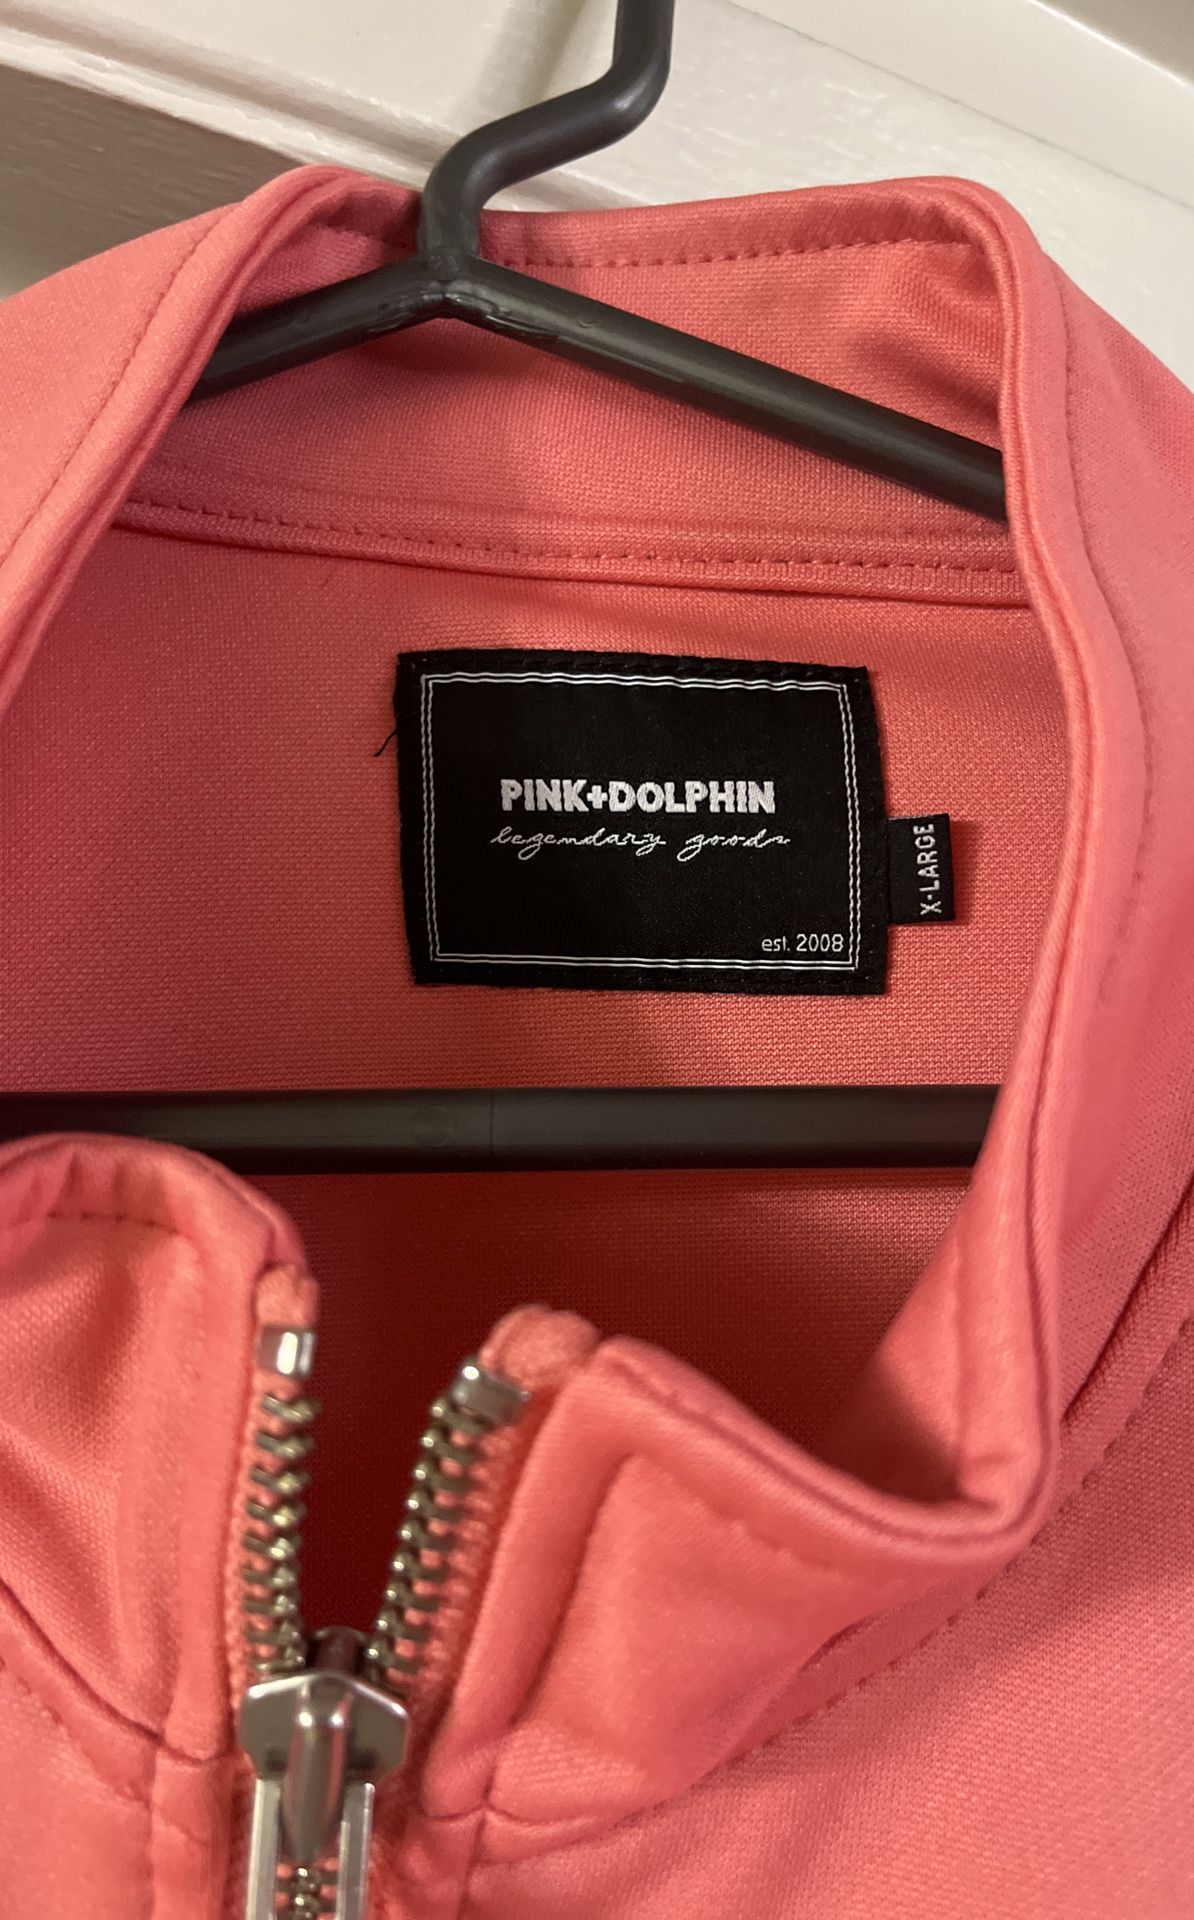 PINK+DOLPHIN
legendary goods
est. 2008
X-LARGE